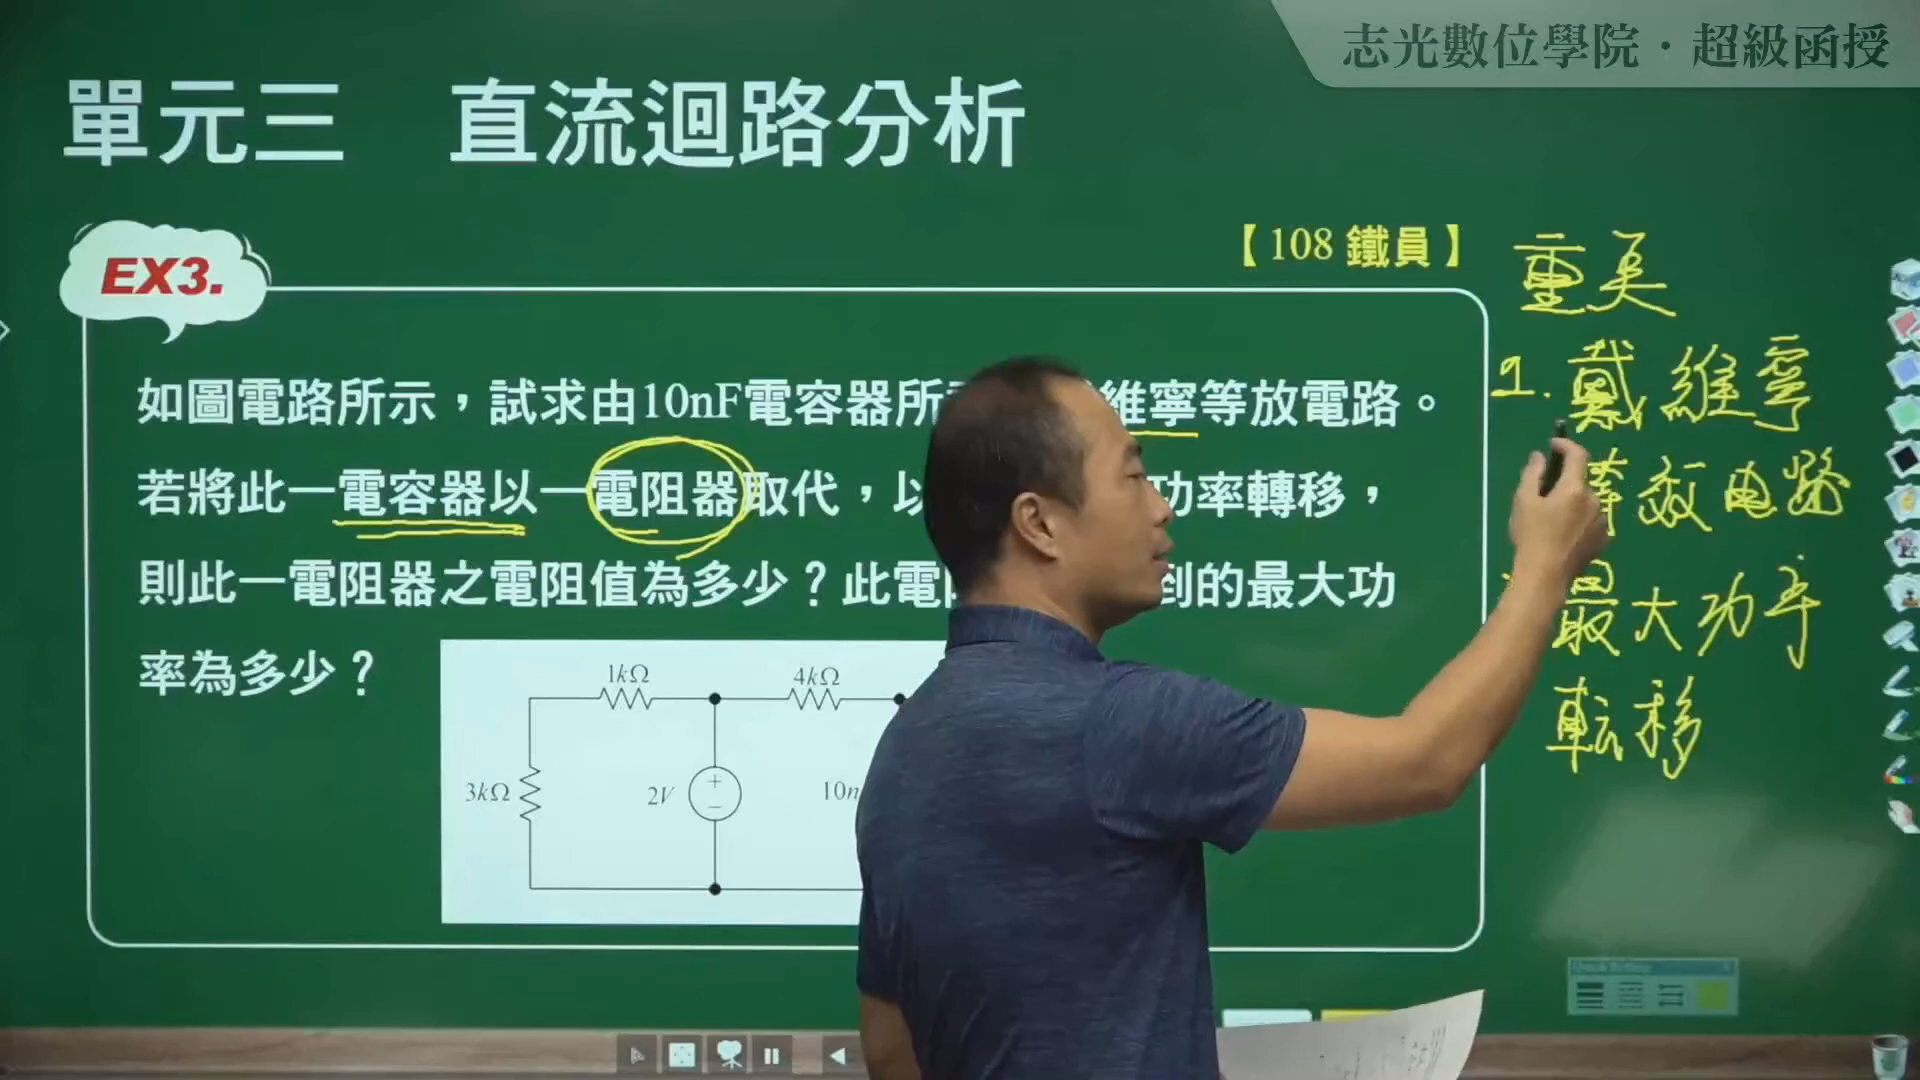 志光數位學院・超級函授
單元三 直流迴路分析
【108 鐵員】
EX3.
如圖電路所示，試求由10nF電容器所 維寧等放電路。
若將此一電容器以一電阻器取代，以 功率轉移，
則此一電阻器之電阻值為多少？此電 到的最大功
率為多少？
1kΩ
4kΩ
3kΩ
2V
+
−
10n
重點
1. 戴維寧
等效电路
最大功率
転移